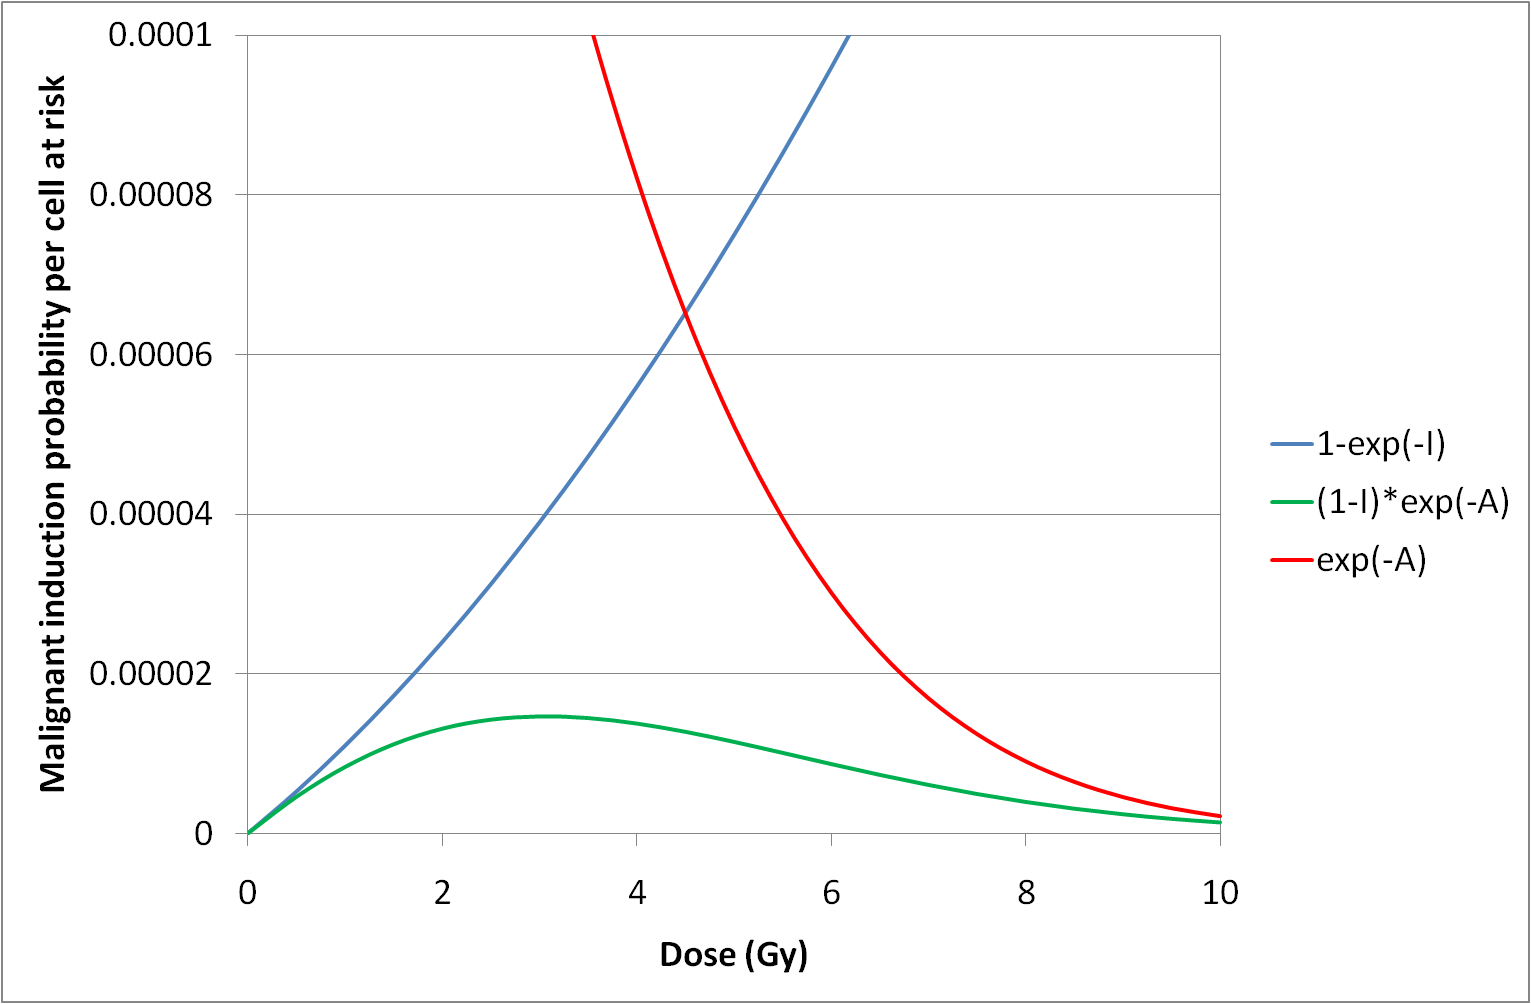 Malignant induction probability per cell at risk
0.0001
0.00008
0.00006
0.00004
0.00002
0
0 2 4 6 8 10
Dose (Gy)
1-exp(-I)
(1-I)*exp(-A)
exp(-A)